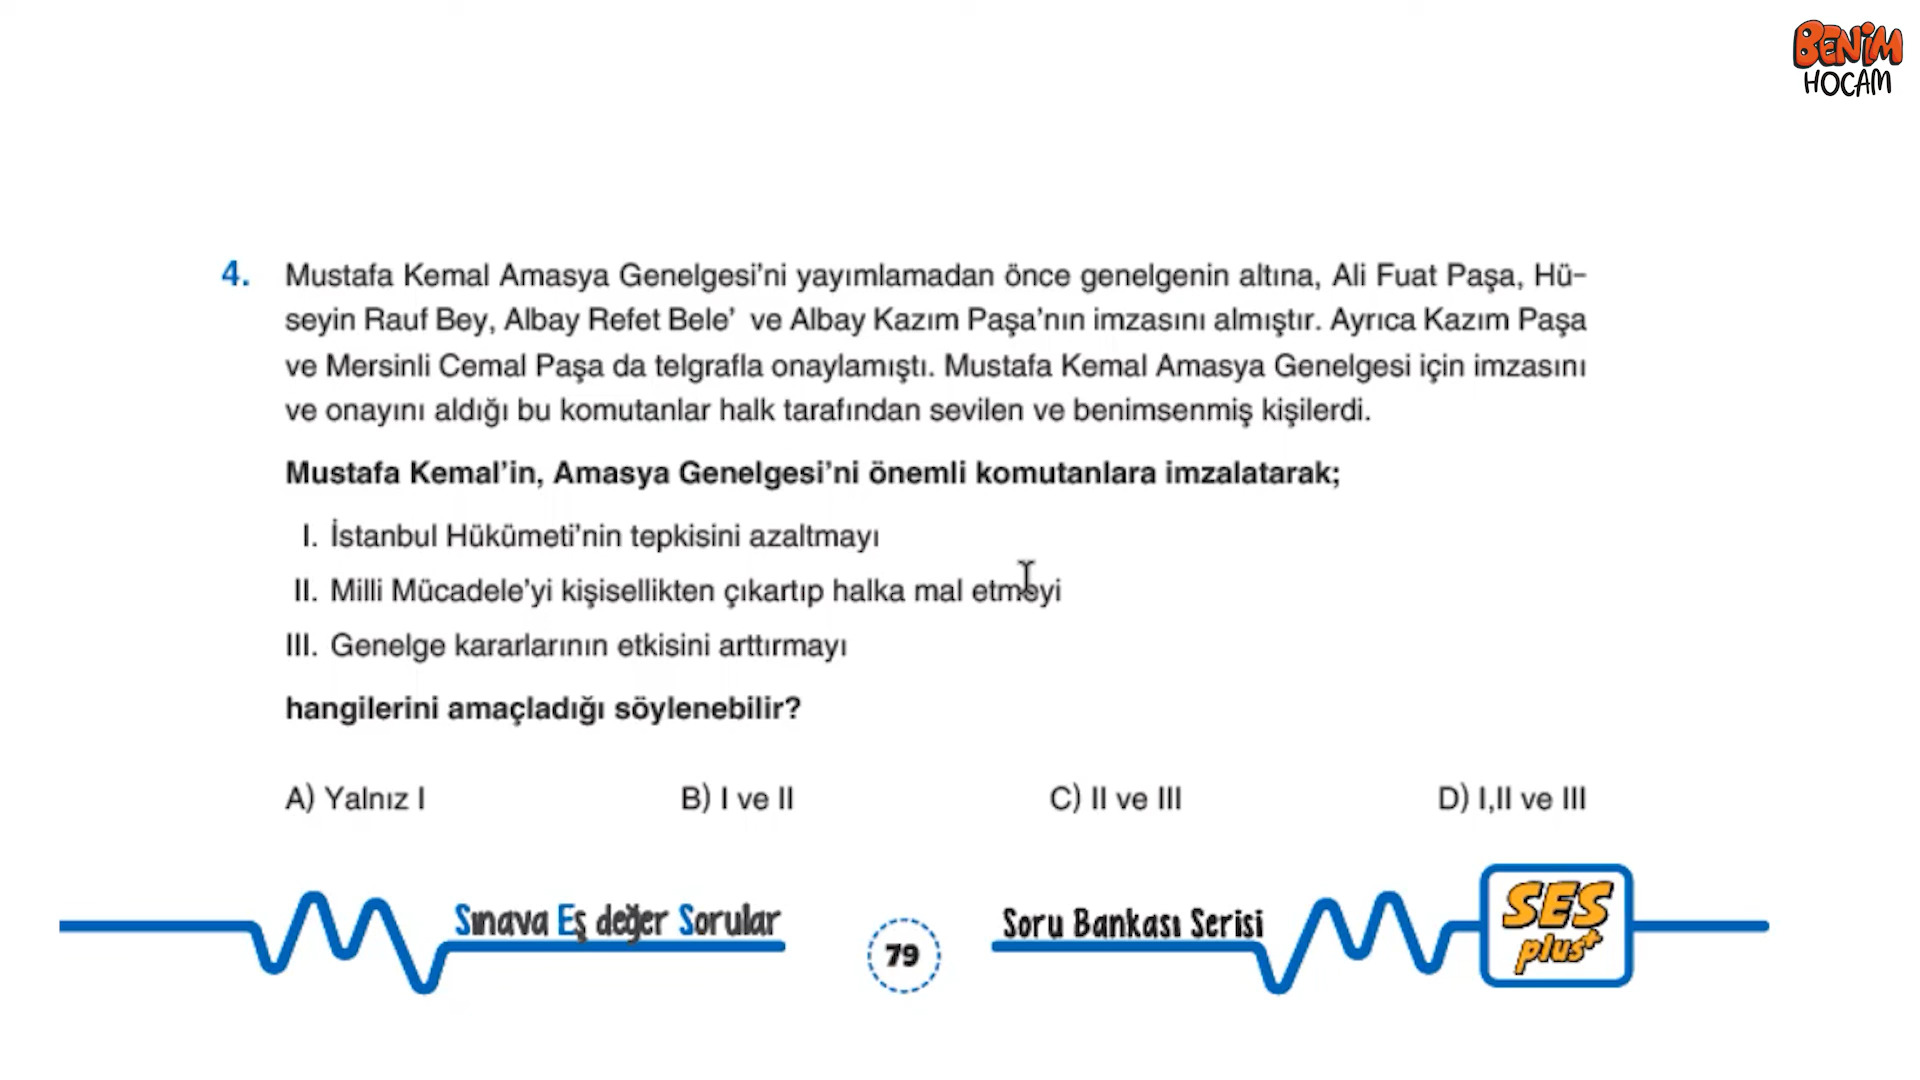 BENiM
HOCAM
4. Mustafa Kemal Amasya Genelgesi'ni yayımlamadan önce genelgenin altına, Ali Fuat Paşa, Hü-
seyin Rauf Bey, Albay Refet Bele' ve Albay Kazım Paşa'nın imzasını almıştır. Ayrıca Kazım Paşa
ve Mersinli Cemal Paşa da telgrafla onaylamıştı. Mustafa Kemal Amasya Genelgesi için imzasını
ve onayını aldığı bu komutanlar halk tarafından sevilen ve benimsenmiş kişilerdi.
Mustafa Kemal'in, Amasya Genelgesi'ni önemli komutanlara imzalatarak;
I. İstanbul Hükümeti'nin tepkisini azaltmayı
II. Milli Mücadele'yi kişisellikten çıkartıp halka mal etmeyi
III. Genelge kararlarının etkisini arttırmayı
hangilerini amaçladığı söylenebilir?
A) Yalnız I B) I ve II C) II ve III D) I,II ve III
Sınava Eş değer Sorular 79 Soru Bankası Serisi SES
plus+